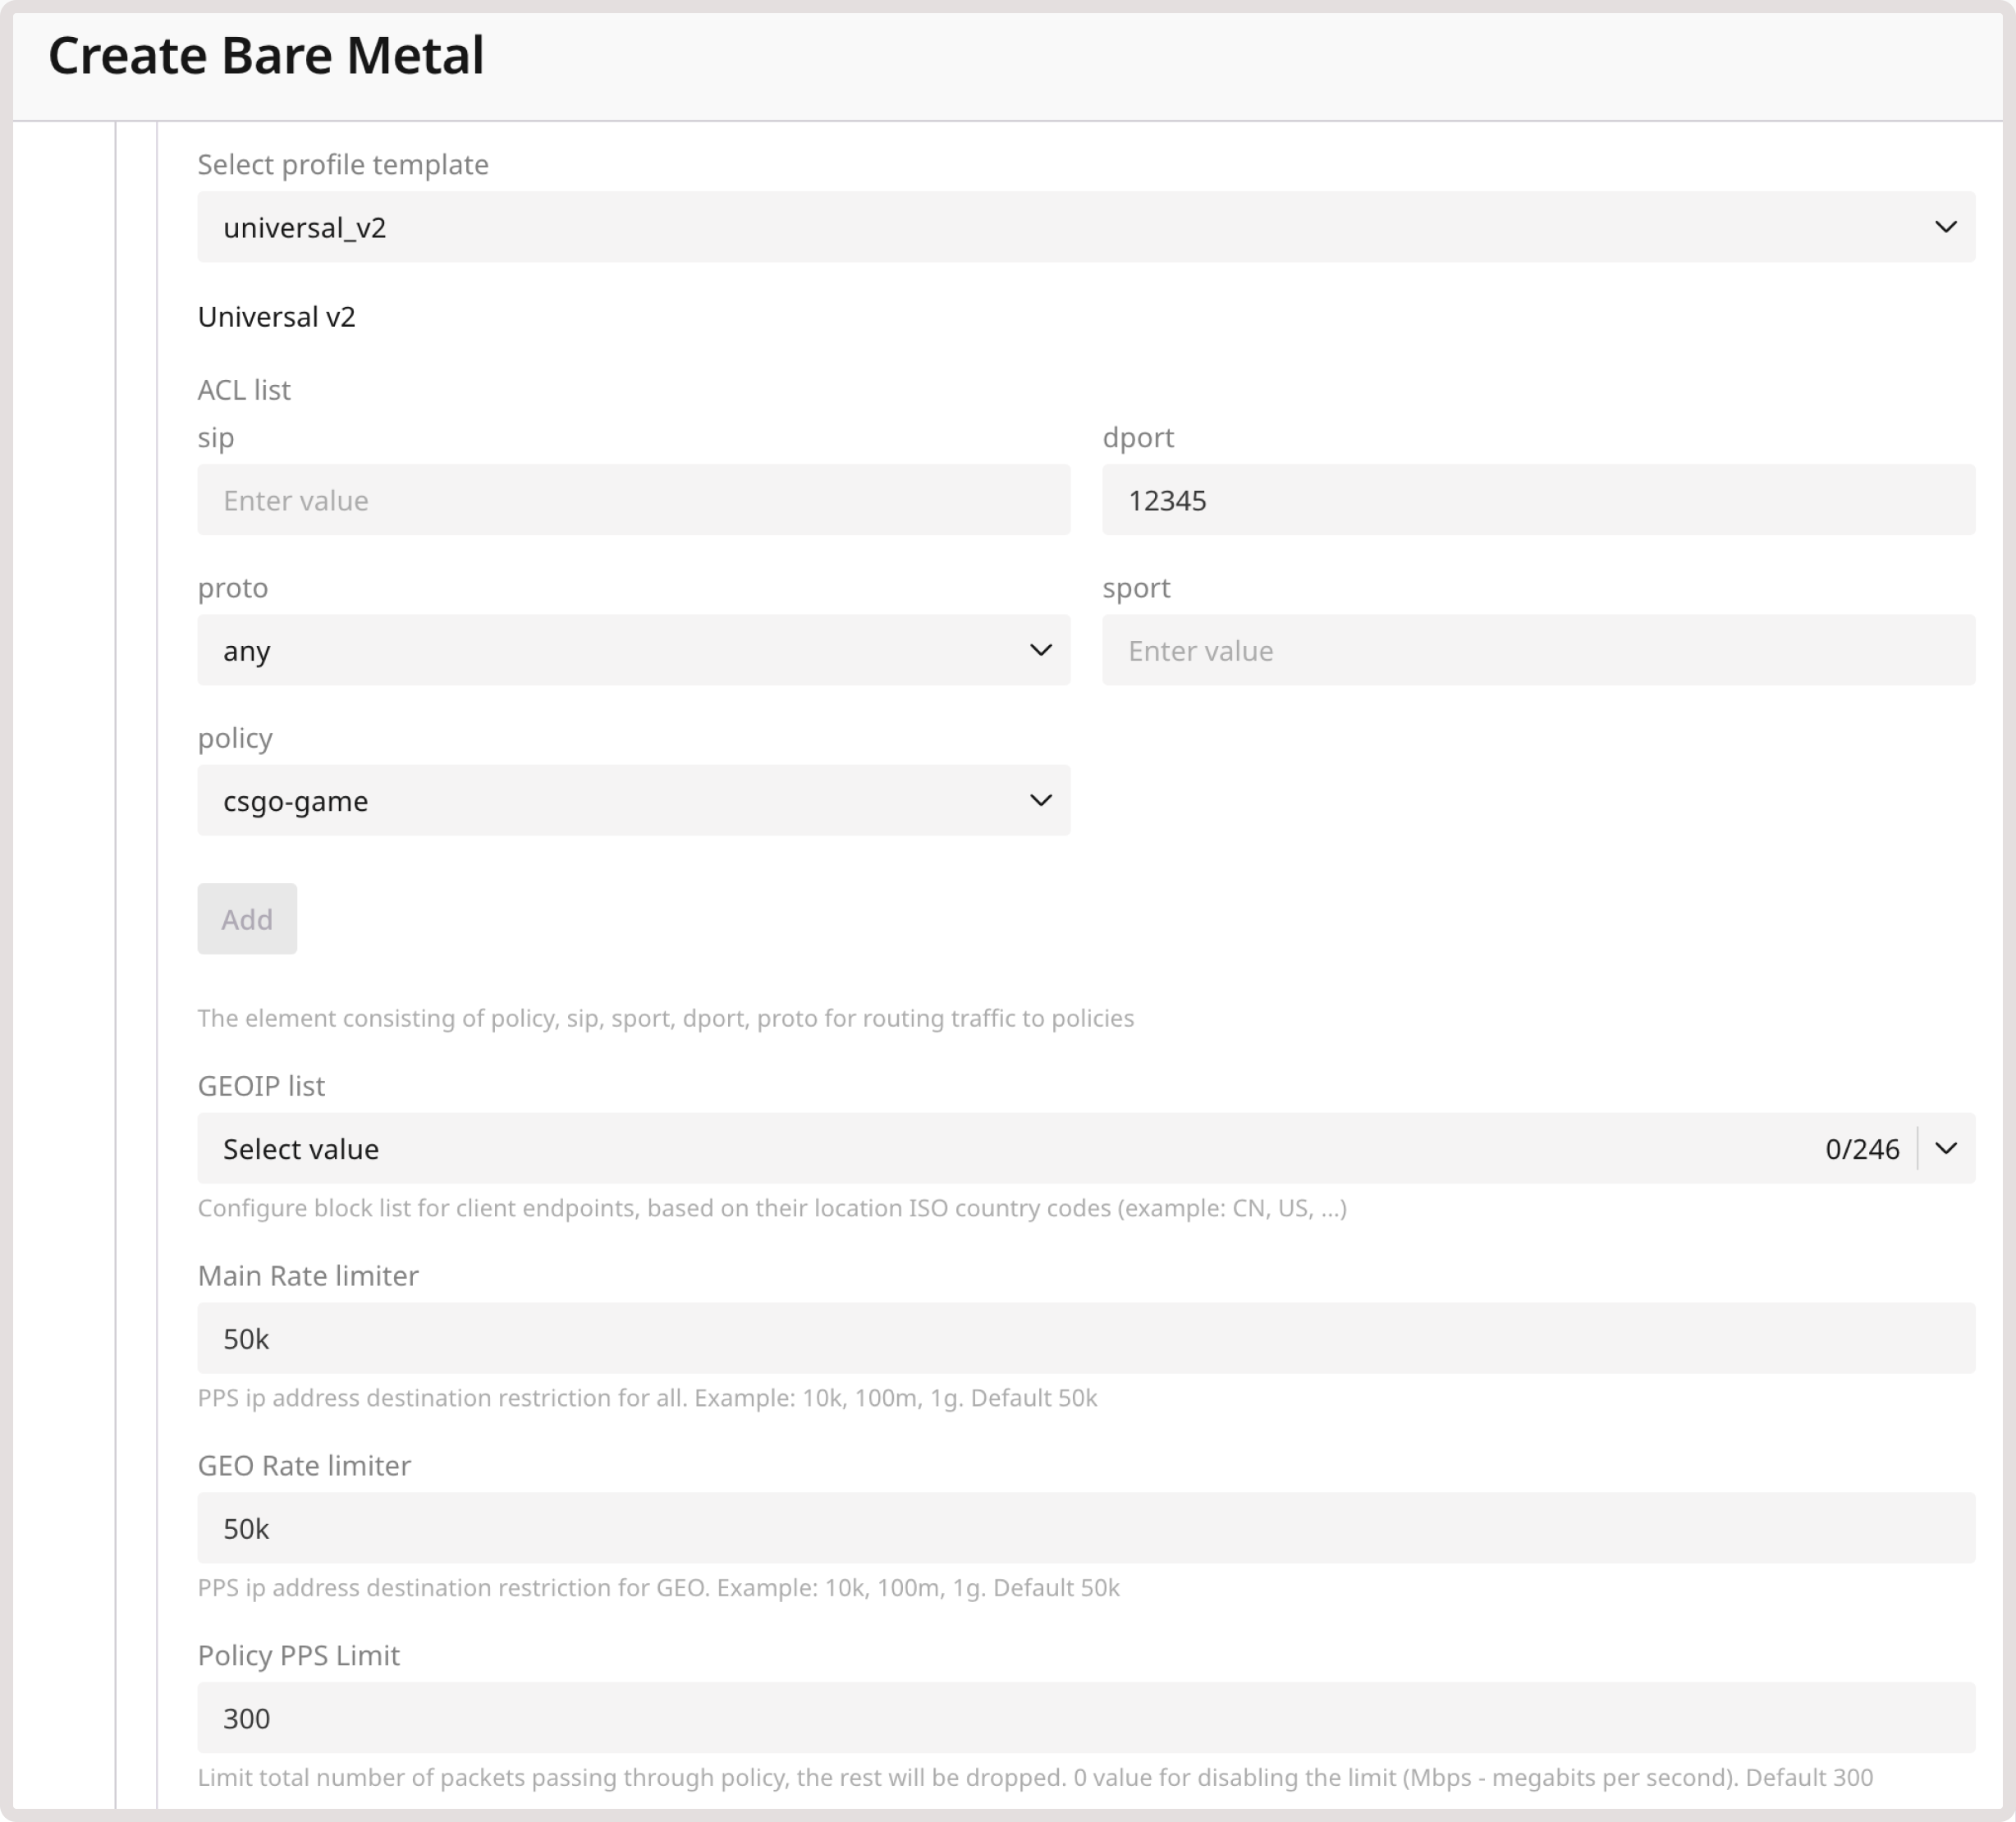 Create Bare Metal
Select profile template
universal_v2
Universal v2
ACL list
sip
dport
Enter value
12345
proto
sport
any
Enter value
policy
csgo-game
Add
The element consisting of policy, sip, sport, dport, proto for routing traffic to policies
GEOIP list
Select value
0/246
Configure block list for client endpoints, based on their location ISO country codes (example: CN, US, ...)
Main Rate limiter
50k
PPS ip address destination restriction for all. Example: 10k, 100m, 1g. Default 50k
GEO Rate limiter
50k
PPS ip address destination restriction for GEO. Example: 10k, 100m, 1g. Default 50k
Policy PPS Limit
300
Limit total number of packets passing through policy, the rest will be dropped. 0 value for disabling the limit (Mbps - megabits per second). Default 300